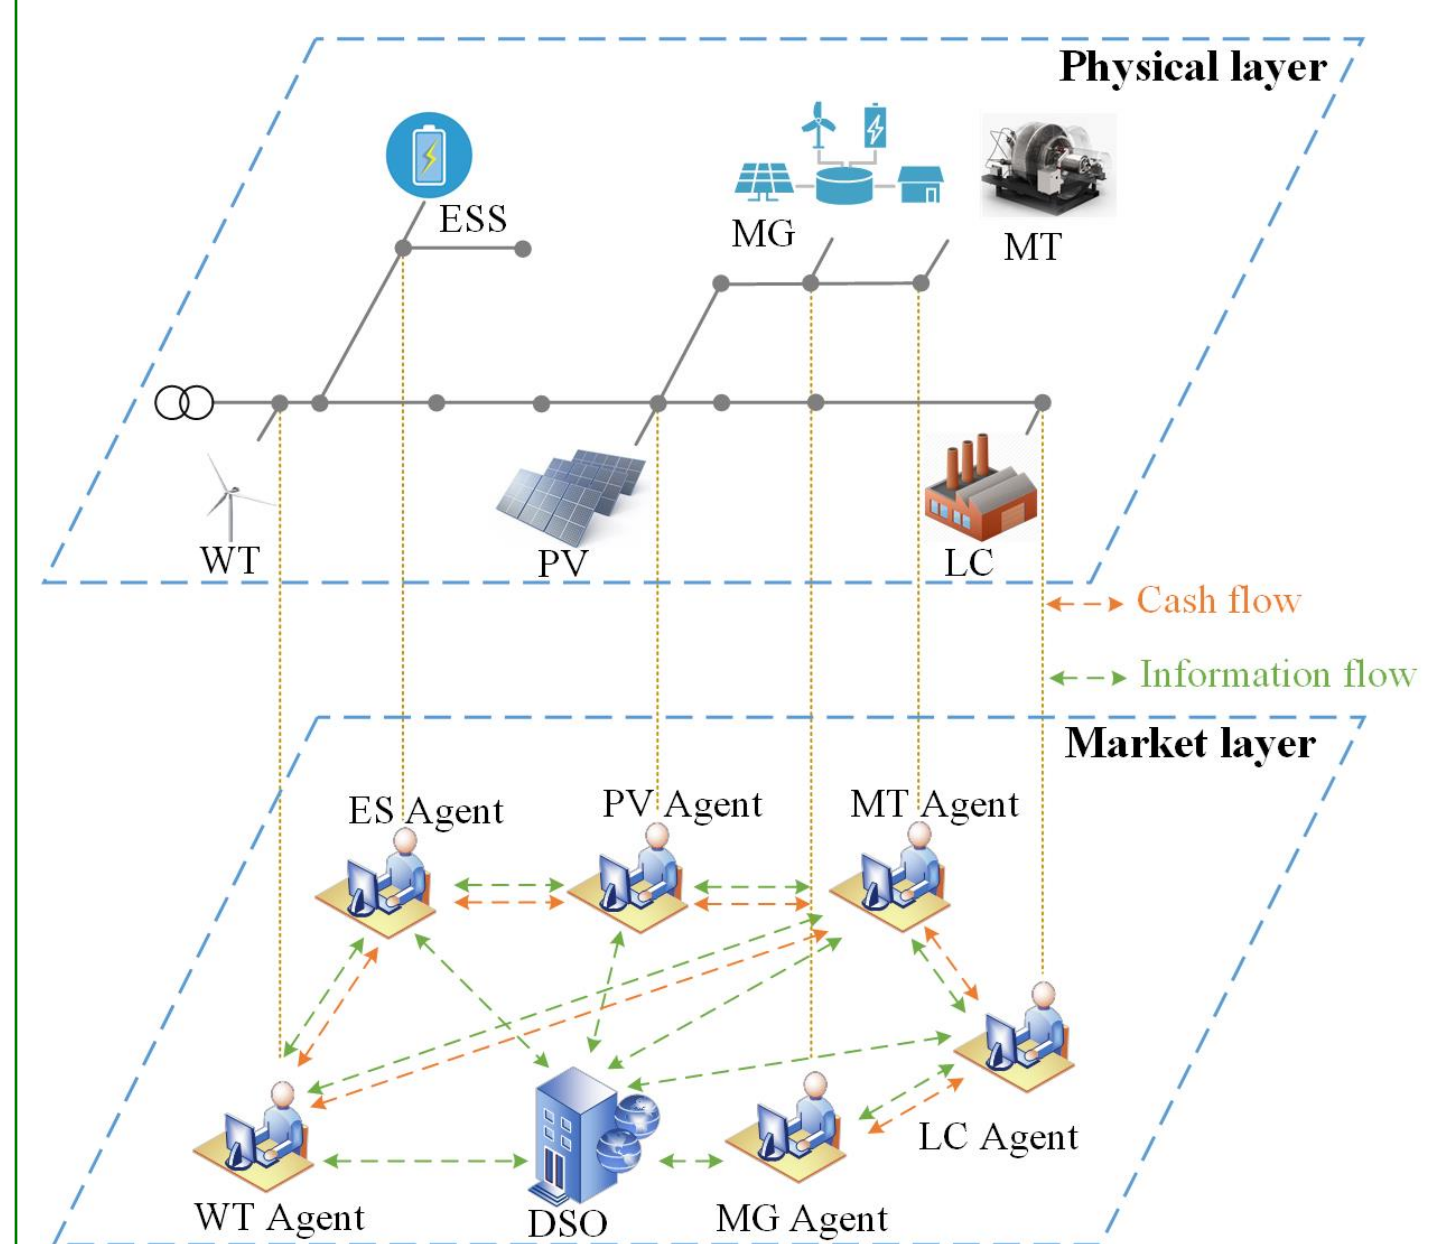 Physical layer
ESS
MG
MT
WT
PV
LC
Cash flow
Information flow
Market layer
ES Agent
PV Agent
MT Agent
LC Agent
WT Agent
DSO
MG Agent